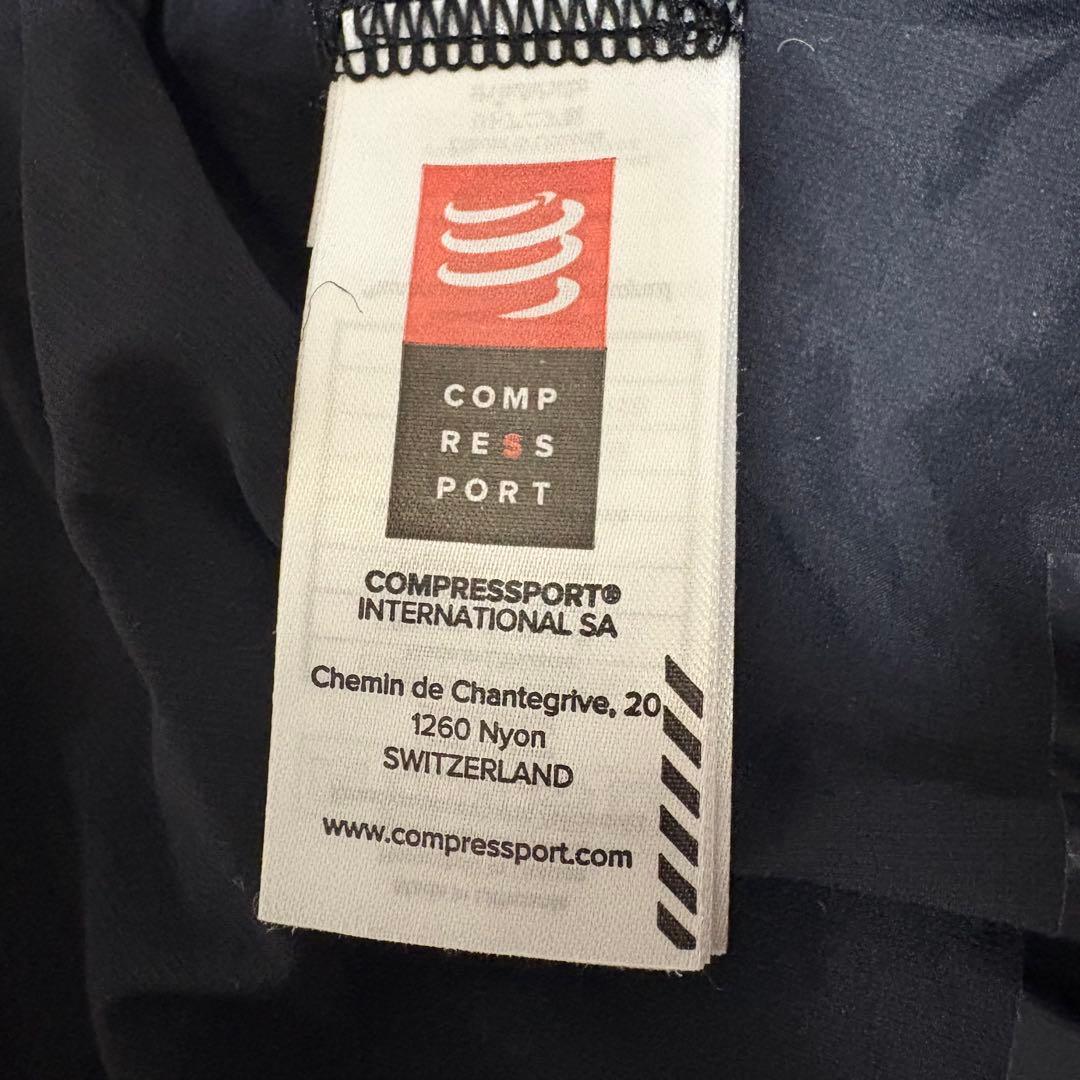 COMP
RESS
PORT
COMPRESSPORT®
INTERNATIONAL SA
Chemin de Chantegrive, 20
1260 Nyon
SWITZERLAND
www.compressport.com